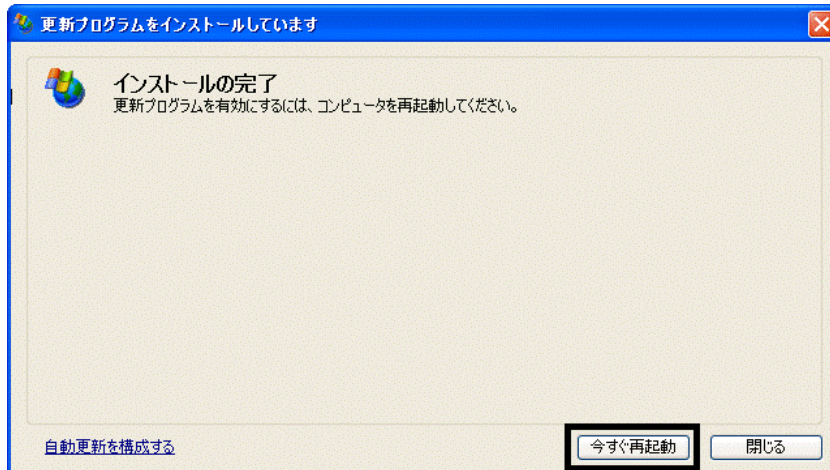 更新プログラムをインストールしています
インストールの完了
更新プログラムを有効にするには、コンピュータを再起動してください。
自動更新を構成する
今すぐ再起動
閉じる